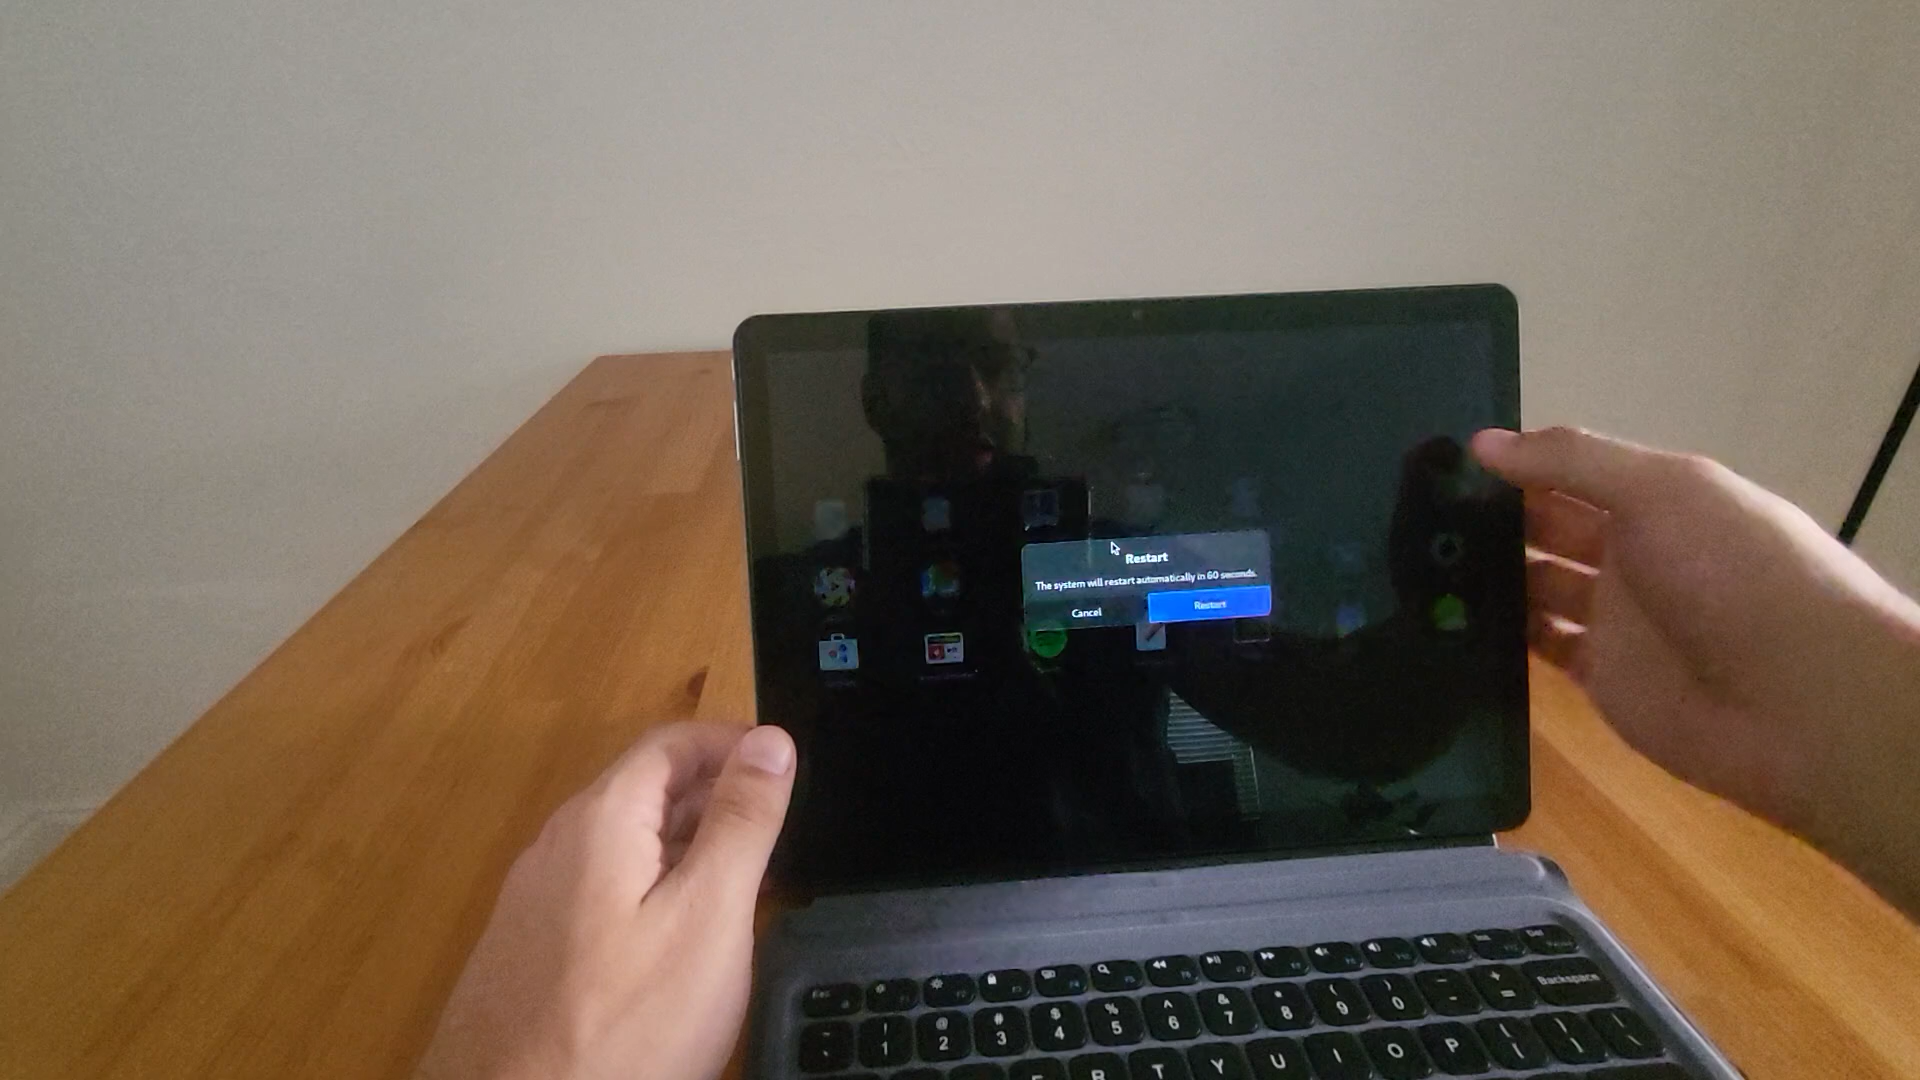 Restart
The system will restart automatically in 60 seconds.
Cancel
Restart
Esc
Del
~ ! @ # $ % ^ & * ( ) _ + Backspace
` 1 2 3 4 5 6 7 8 9 0 - =
R T Y U I O P { } |
[ ] \